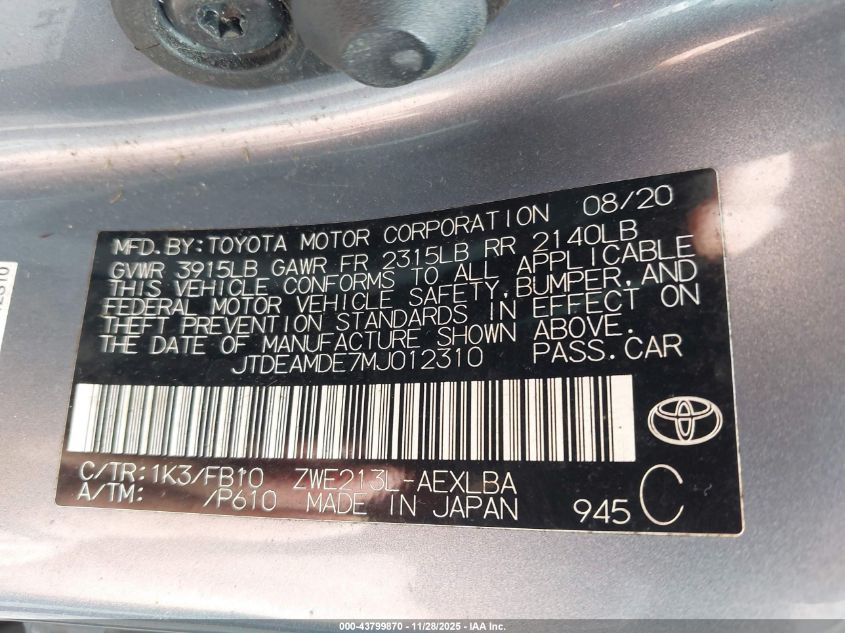 08/20
MFD.BY:TOYOTA MOTOR CORPORATION
GVWR 3915LB GAWR FR 2315LB RR 2140LB
THIS VEHICLE CONFORMS TO ALL APPLICABLE
FEDERAL MOTOR VEHICLE SAFETY,BUMPER,AND
THEFT PREVENTION STANDARDS IN EFFECT ON
THE DATE OF MANUFACTURE SHOWN ABOVE.
JTDEAMDE7MJ012310 PASS.CAR
C/TR:1K3/FB10 ZWE213L-AEXLBA
A/TM: /P610 MADE IN JAPAN 945 C
000-43799870 | 11/28/2025 | IAA Inc.